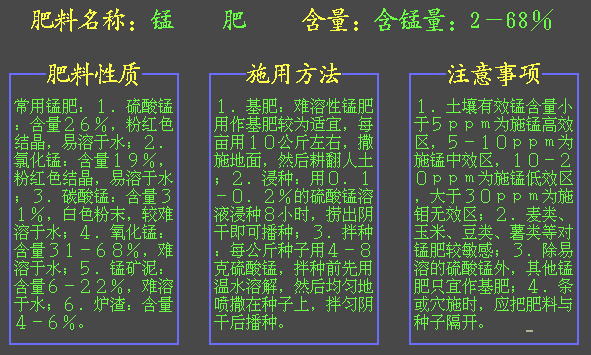 肥料名称：锰　　肥　　含量：含锰量：２－６８％
肥料性质
常用锰肥：１．硫酸锰
：含量２６％，粉红色
结晶，易溶于水；２．
氯化锰：含量１９％，
粉红色结晶，易溶于水
；３．碳酸锰：含量３
１％，白色粉末，较难
溶于水；４．氧化锰：
含量３１－６８％，难
溶于水；５．锰矿泥：
含量６－２２％，难溶
于水；６．炉渣：含量
４－６％。
施用方法
１．基肥：难溶性锰肥
用作基肥较为适宜，每
亩用１０公斤左右，撒
施地面，然后耕翻人土
；２．浸种：用０．１
－０．２％的硫酸锰溶
液浸种８小时，捞出阴
干即可播种；３．拌种
：每公斤种子用４－８
克硫酸锰，拌种前先用
温水溶解，然后均匀地
喷撒在种子上，拌匀阴
干后播种。
注意事项
１．土壤有效锰含量小
于５ｐｐｍ为施锰高效
区，５－１０ｐｐｍ为
施锰中效区，１０－２
０ｐｐｍ为施锰低效区
，大于３０ｐｐｍ为施
钼无效区；２．麦类、
玉米、豆类、薯类等对
锰肥较敏感；３．除易
溶的硫酸锰外，其他锰
肥只宜作基肥；４．条
或穴施时，应把肥料与
种子隔开。